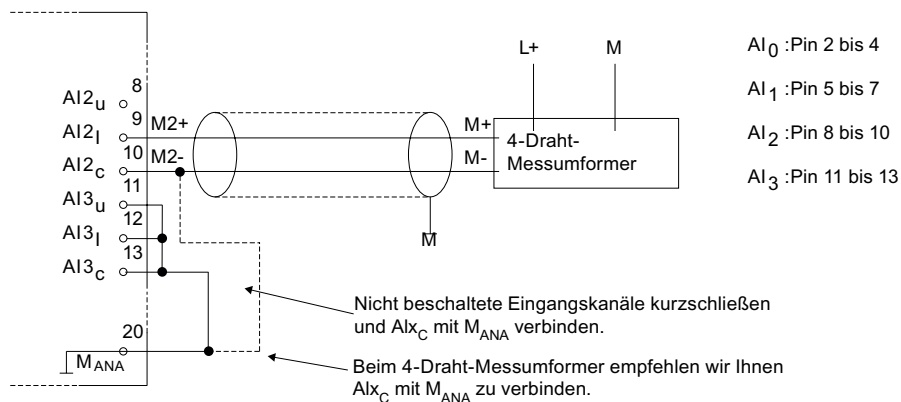 L+ M
AI0 :Pin 2 bis 4
8
AI2u
AI1 :Pin 5 bis 7
9
AI2I M2+ M+
4-Draht-
Messumformer
AI2 :Pin 8 bis 10
10
AI2c M2- M-
AI3 :Pin 11 bis 13
11
AI3u
12
AI3I
M
13
AI3c
Nicht beschaltete Eingangskanäle kurzschließen
und AIxC mit MANA verbinden.
20
MANA
Beim 4-Draht-Messumformer empfehlen wir Ihnen
AIxC mit MANA zu verbinden.